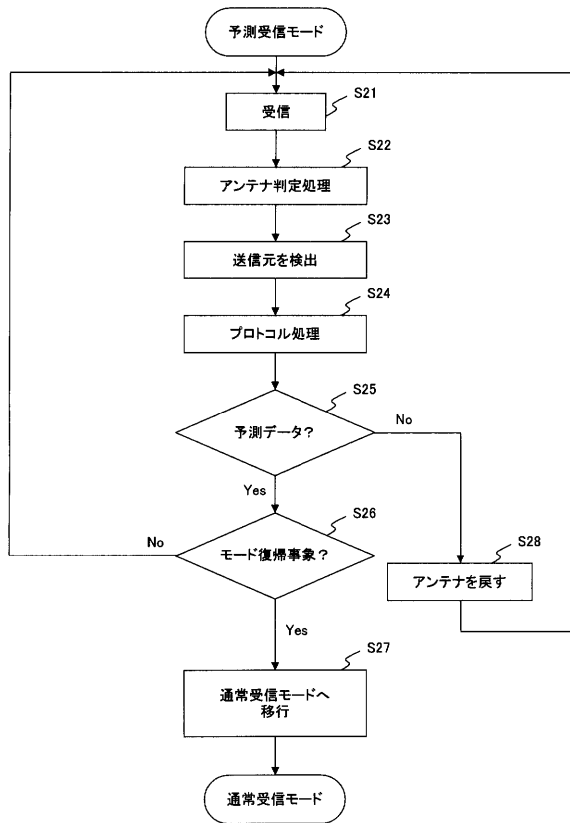 予測受信モード
S21
受信
S22
アンテナ判定処理
S23
送信元を検出
S24
プロトコル処理
S25
予測データ?
No
Yes
S26
No
モード復帰事象?
S28
アンテナを戻す
Yes
S27
通常受信モードへ
移行
通常受信モード